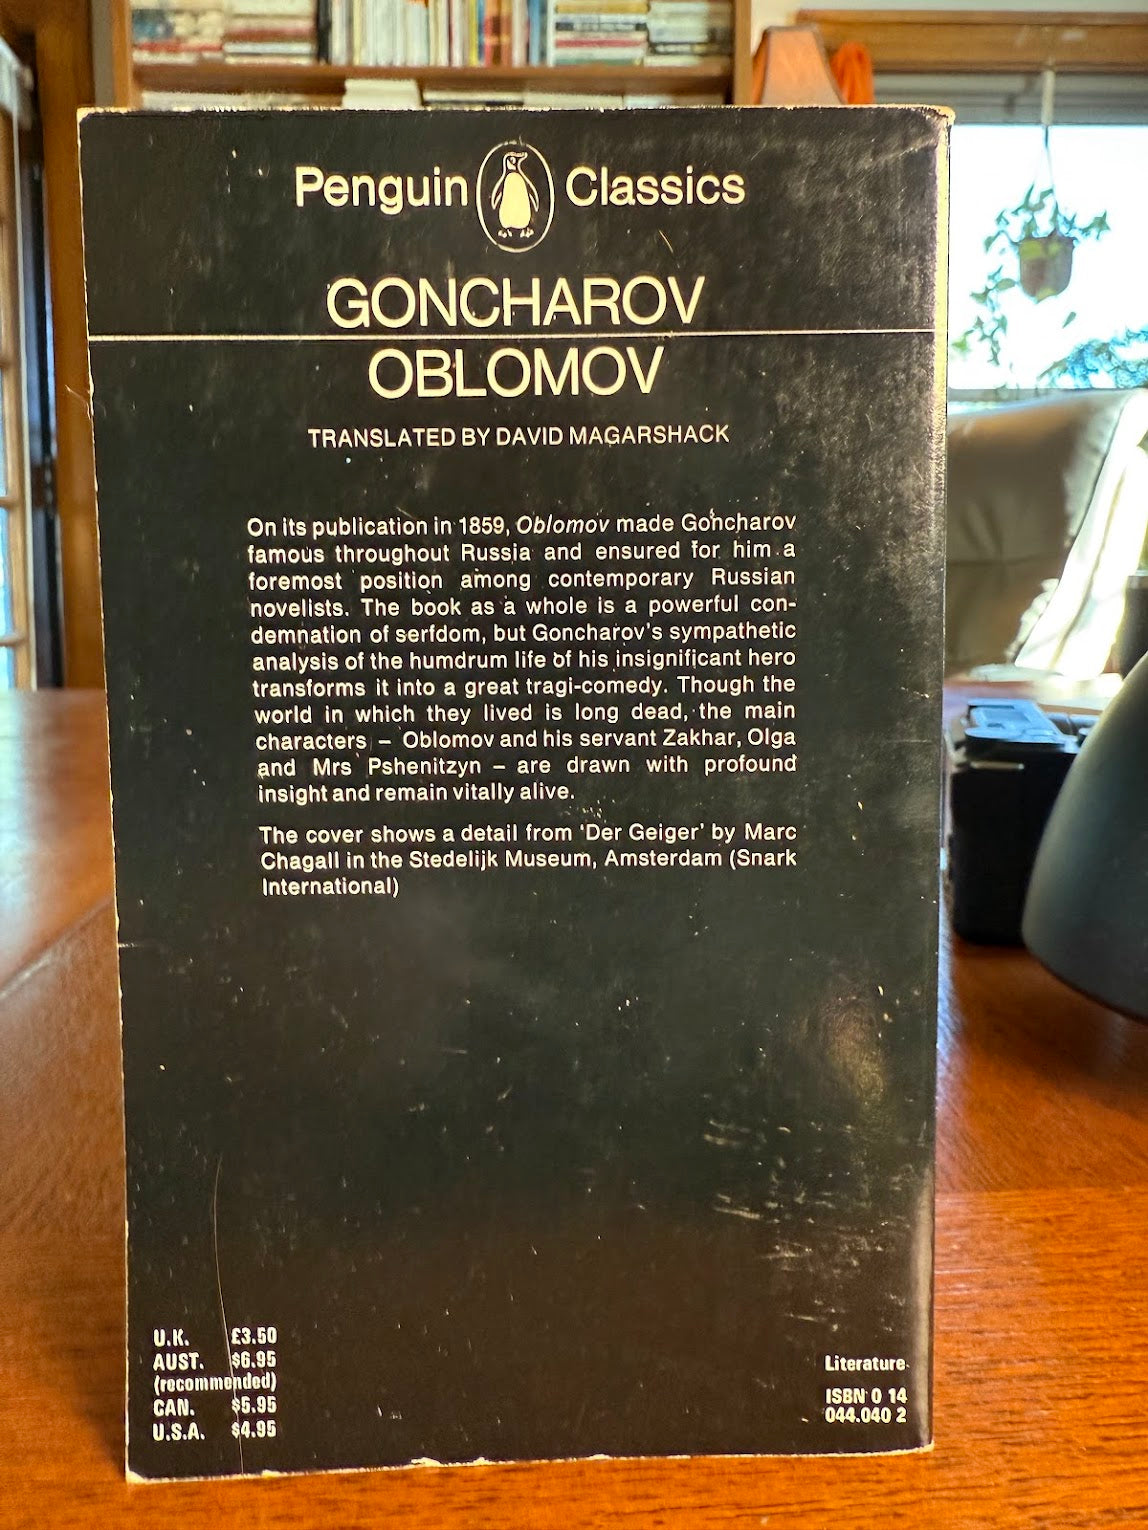 Penguin Classics
GONCHAROV
OBLOMOV
TRANSLATED BY DAVID MAGARSHACK
On its publication in 1859, Oblomov made Goncharov
famous throughout Russia and ensured for him a
foremost position among contemporary Russian
novelists. The book as a whole is a powerful con-
demnation of serfdom, but Goncharov's sympathetic
analysis of the humdrum life of his insignificant hero
transforms it into a great tragi-comedy. Though the
world in which they lived is long dead, the main
characters – Oblomov and his servant Zakhar, Olga
and Mrs Pshenitzyn – are drawn with profound
insight and remain vitally alive.
The cover shows a detail from 'Der Geiger' by Marc
Chagall in the Stedelijk Museum, Amsterdam (Snark
International)
U.K. £3.50
AUST. $6.95
(recommended)
CAN. $5.95
U.S.A. $4.95
Literature
ISBN 0 14
044.040 2